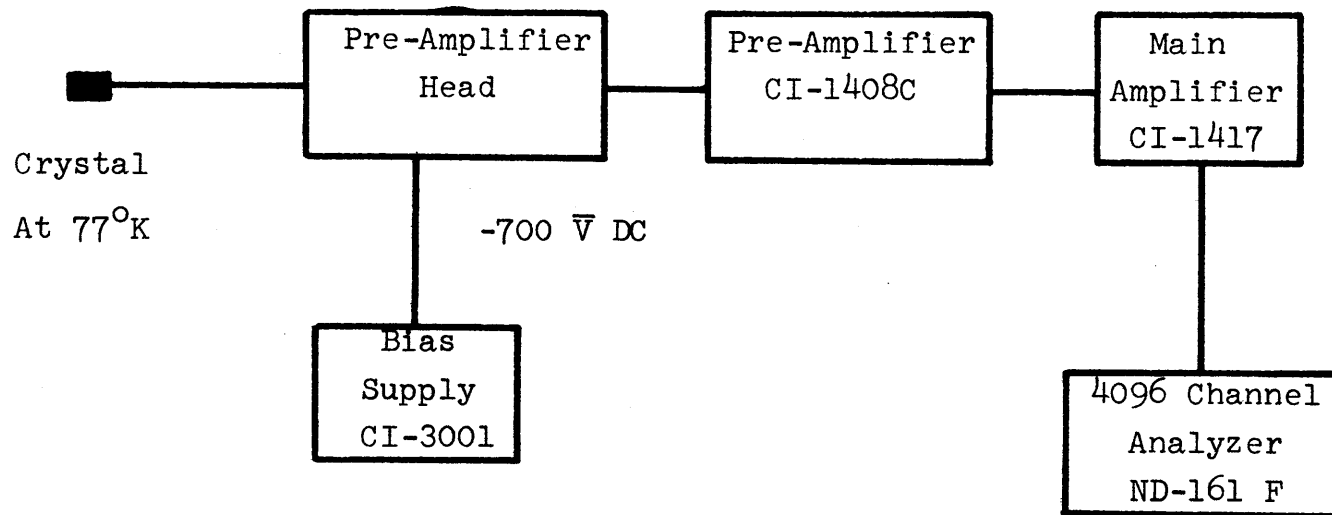 Pre-Amplifier
Head
Pre-Amplifier
CI-1408C
Main
Amplifier
CI-1417
Crystal
At 77°K
-700 V̅ DC
Bias
Supply
CI-3001
4096 Channel
Analyzer
ND-161 F